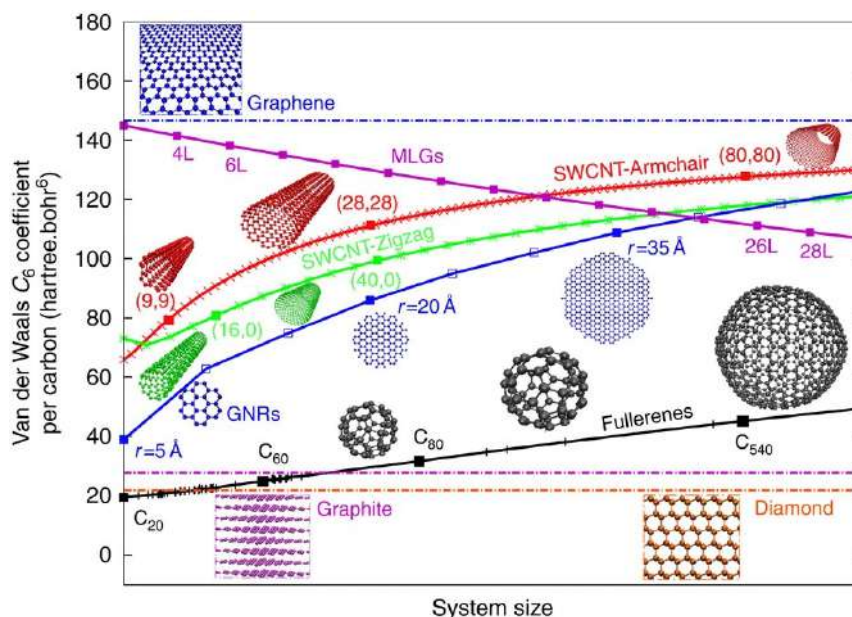 180
160
140
120
100
80
60
40
20
0
Van der Waals C6 coefficient
per carbon (hartree.bohr⁶)
System size
Graphene
4L
6L
MLGs
SWCNT-Armchair
(80,80)
(28,28)
(9,9)
SWCNT-Zigzag
(40,0)
(16,0)
r=35 Å
26L
28L
r=20 Å
GNRs
r=5 Å
Fullerenes
C20
C60
C80
C540
Graphite
Diamond